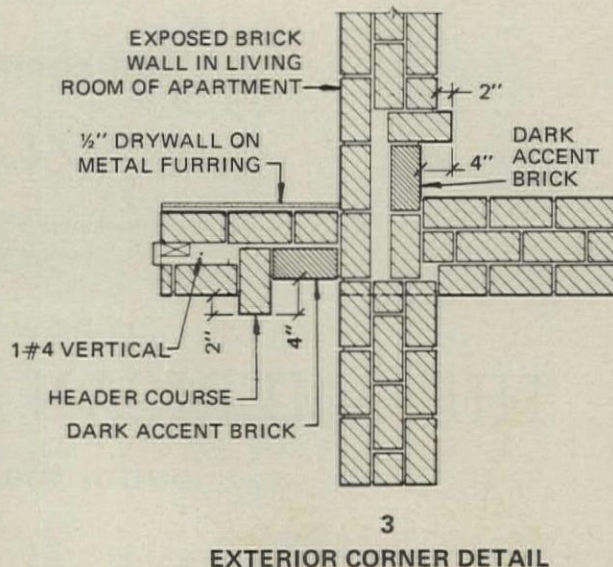 EXPOSED BRICK
WALL IN LIVING
ROOM OF APARTMENT
½" DRYWALL ON
METAL FURRING
2"
4"
DARK
ACCENT
BRICK
1#4 VERTICAL
2"
4"
HEADER COURSE
DARK ACCENT BRICK
3
EXTERIOR CORNER DETAIL